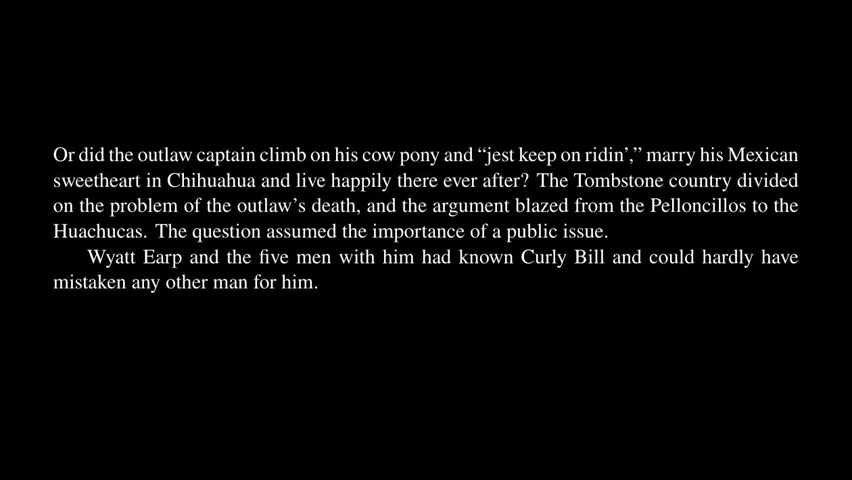 Or did the outlaw captain climb on his cow pony and “jest keep on ridin’,” marry his Mexican
sweetheart in Chihuahua and live happily there ever after? The Tombstone country divided
on the problem of the outlaw’s death, and the argument blazed from the Pelloncillos to the
Huachucas. The question assumed the importance of a public issue.
Wyatt Earp and the five men with him had known Curly Bill and could hardly have
mistaken any other man for him.